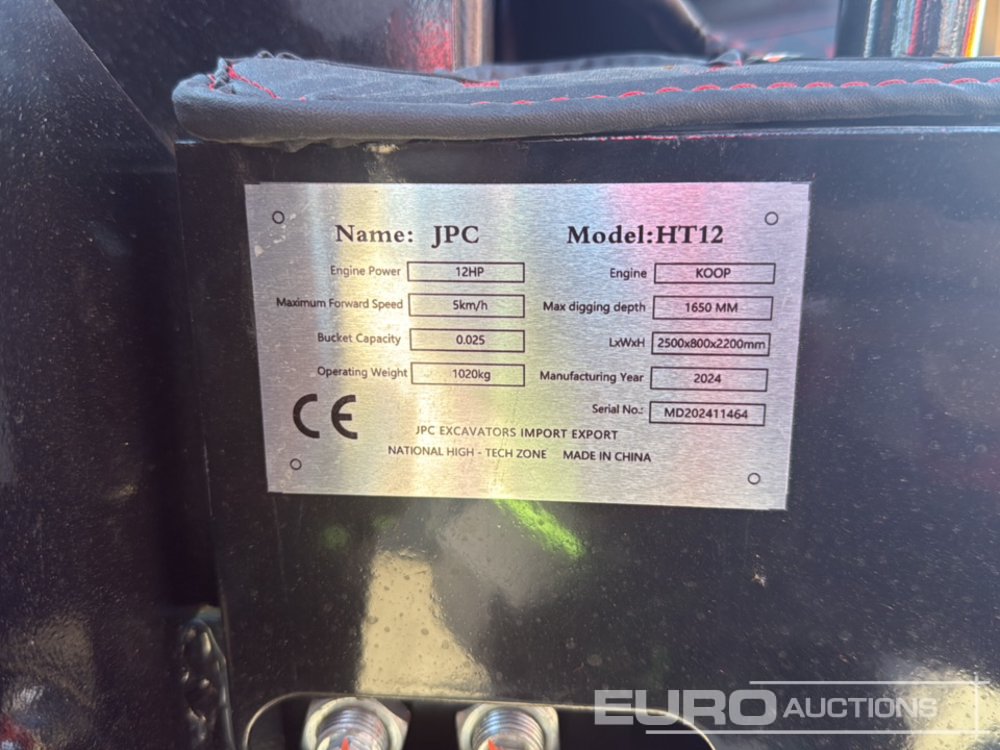 Name: JPC Model:HT12
Engine Power 12HP Engine KOOP
Maximum Forward Speed 5km/h Max digging depth 1650 MM
Bucket Capacity 0.025 LxWxH 2500x800x2200mm
Operating Weight 1020kg Manufacturing Year 2024
Serial No.: MD202411464
CE
JPC EXCAVATORS IMPORT EXPORT
NATIONAL HIGH - TECH ZONE MADE IN CHINA
EURO AUCTIONS